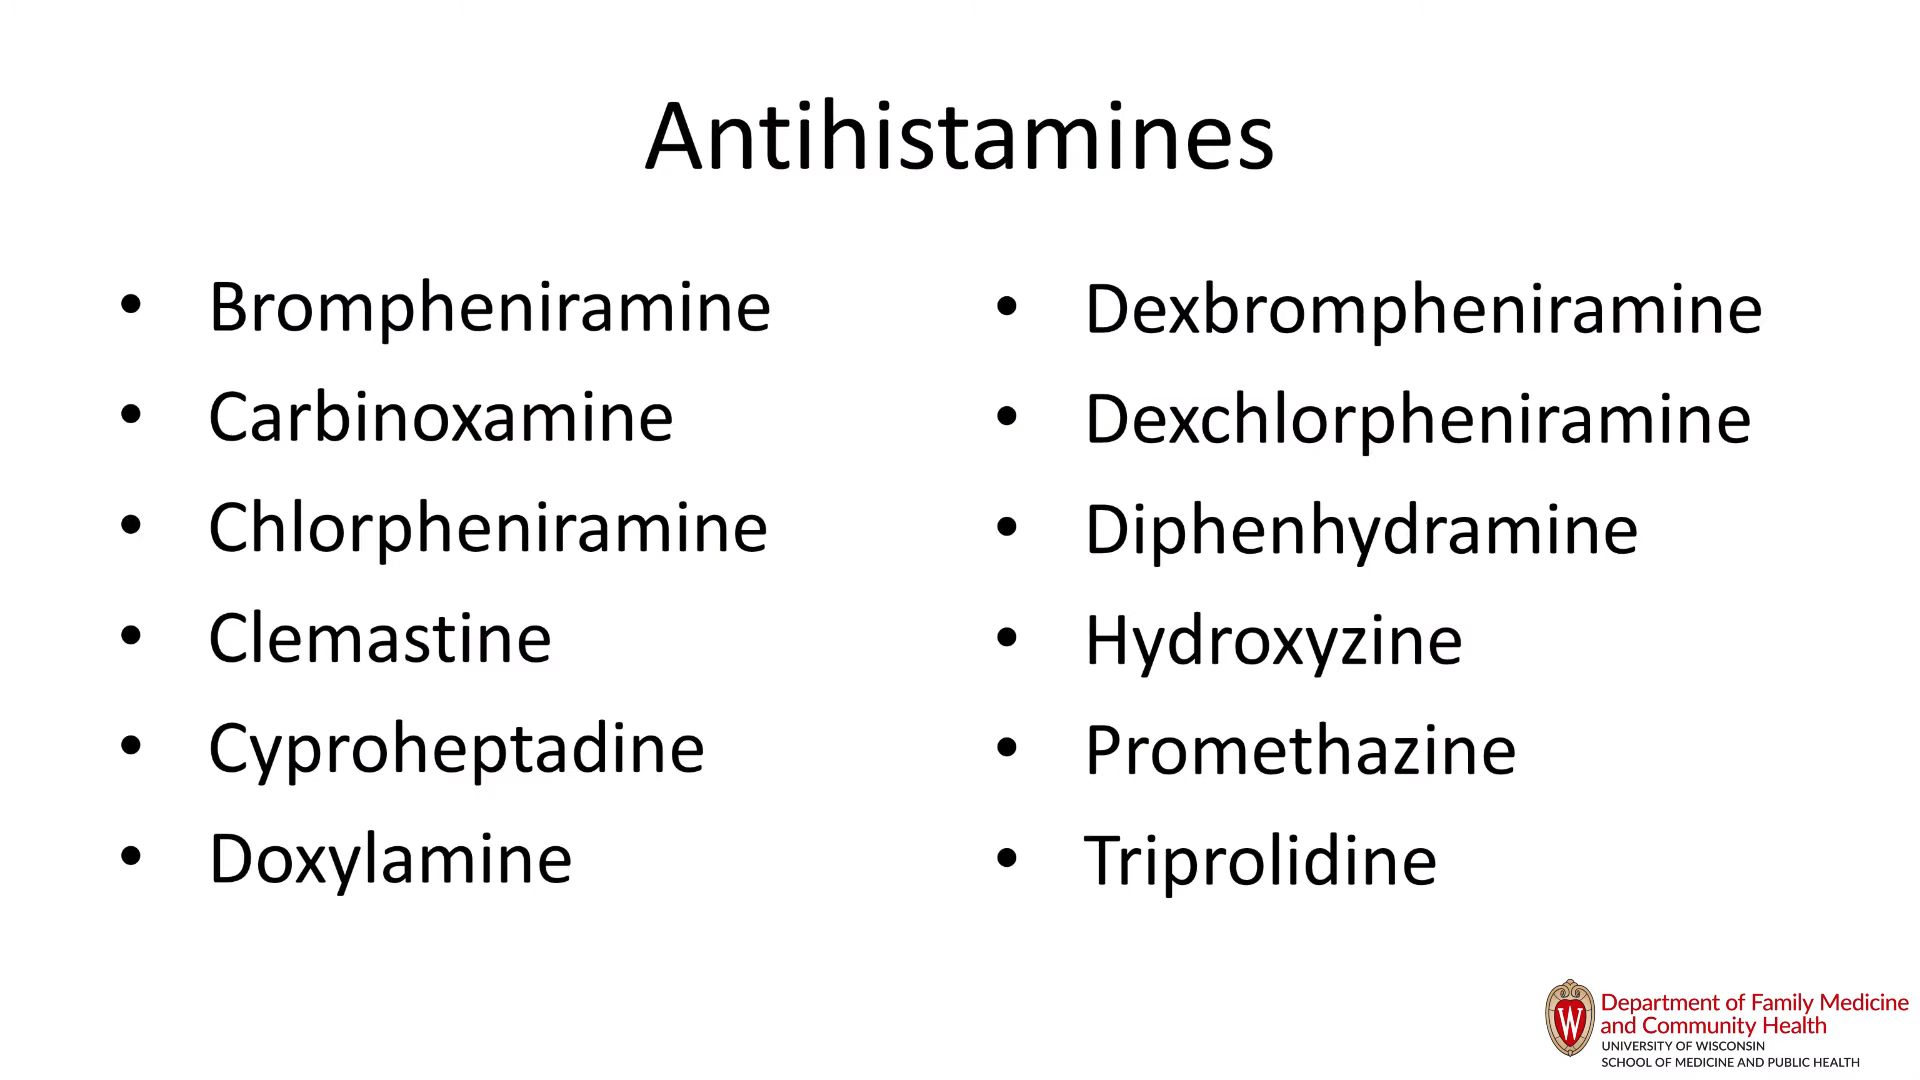 Antihistamines
• Brompheniramine
• Carbinoxamine
• Chlorpheniramine
• Clemastine
• Cyproheptadine
• Doxylamine
• Dexbrompheniramine
• Dexchlorpheniramine
• Diphenhydramine
• Hydroxyzine
• Promethazine
• Triprolidine
W
Department of Family Medicine
and Community Health
UNIVERSITY OF WISCONSIN
SCHOOL OF MEDICINE AND PUBLIC HEALTH